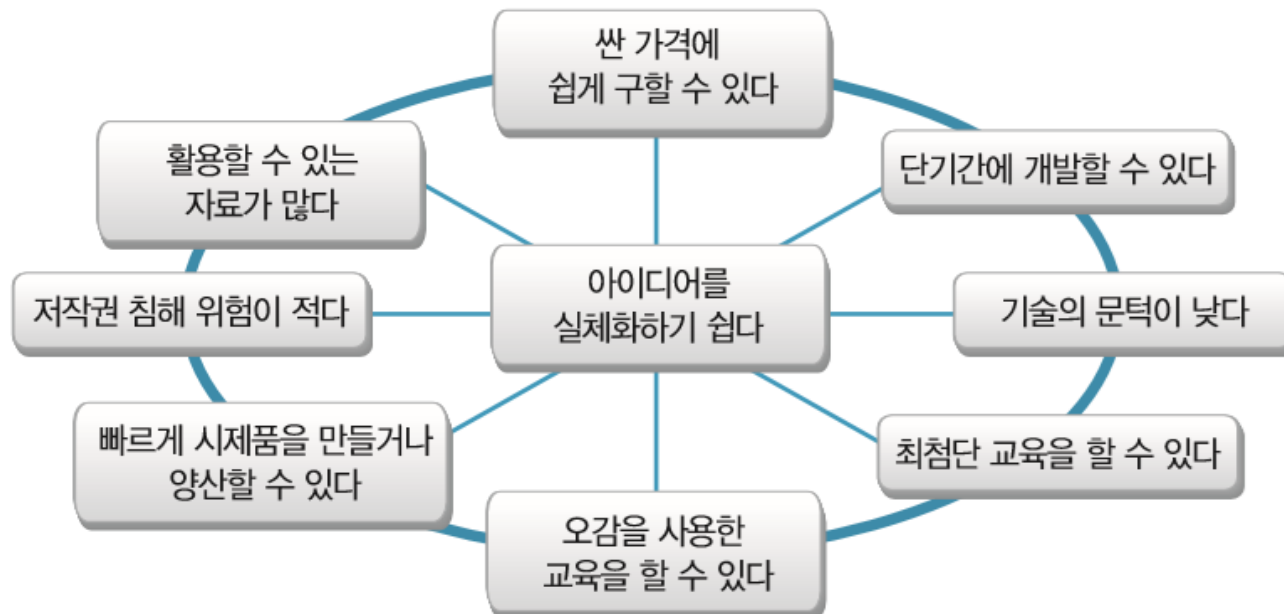 싼 가격에
쉽게 구할 수 있다
활용할 수 있는
자료가 많다
단기간에 개발할 수 있다
저작권 침해 위험이 적다
아이디어를
실체화하기 쉽다
기술의 문턱이 낮다
빠르게 시제품을 만들거나
양산할 수 있다
최첨단 교육을 할 수 있다
오감을 사용한
교육을 할 수 있다